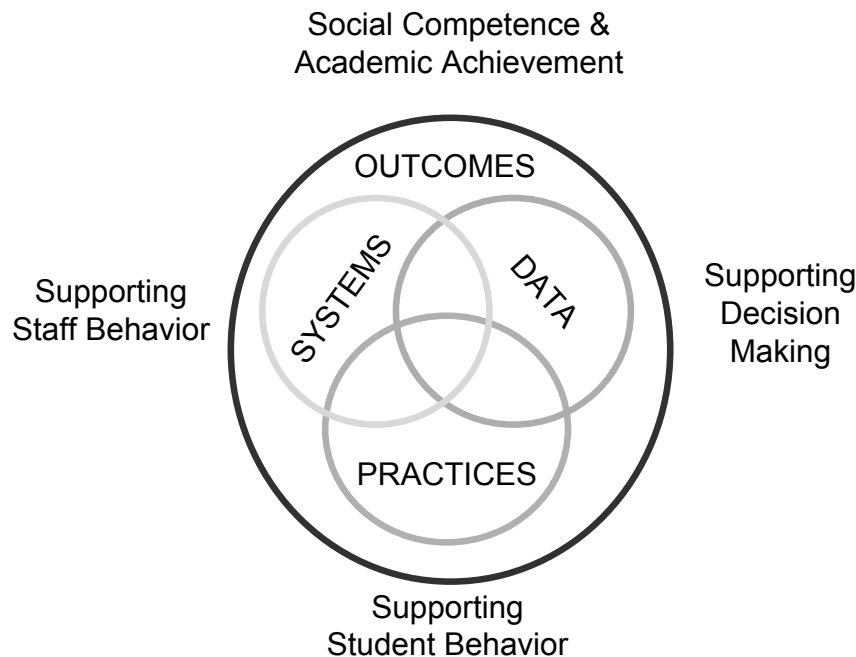 Social Competence &
Academic Achievement
OUTCOMES
SYSTEMS
DATA
Supporting
Staff Behavior
Supporting
Decision
Making
PRACTICES
Supporting
Student Behavior